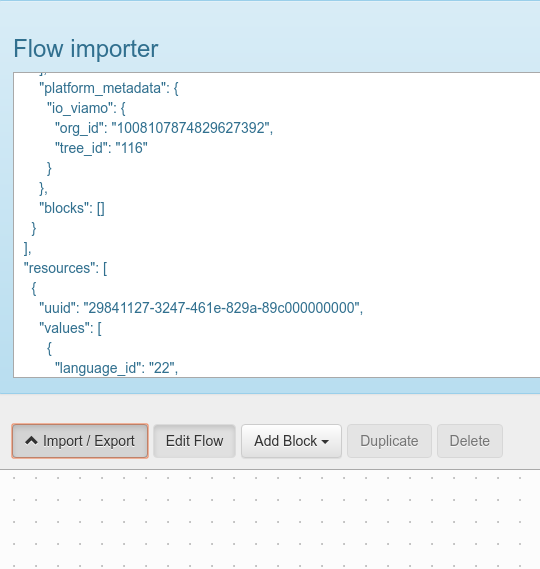 Flow importer
],
"platform_metadata": {
"io_viamo": {
"org_id": "1008107874829627392",
"tree_id": "116"
}
},
"blocks": []
}
],
"resources": [
{
"uuid": "29841127-3247-461e-829a-89c000000000",
"values": [
{
"language_id": "22",
Import / Export Edit Flow Add Block Duplicate Delete